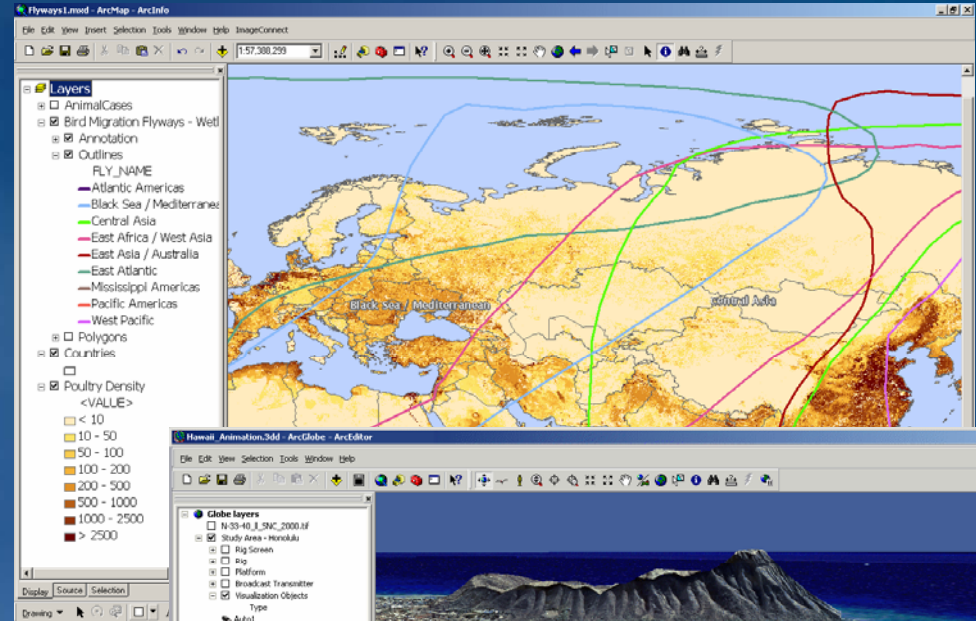 Flyways1.mxd - ArcMap - ArcInfo
File Edit View Insert Selection Tools Window Help ImageConnect
1:57,388,299
Layers
AnimalCases
Bird Migration Flyways - Wetl
Annotation
Outlines
FLY_NAME
Atlantic Americas
Black Sea / Mediterranea
Central Asia
East Africa / West Asia
East Asia / Australia
East Atlantic
Mississippi Americas
Pacific Americas
West Pacific
Polygons
Countries
Poultry Density
<VALUE>
< 10
10 - 50
50 - 100
100 - 200
200 - 500
500 - 1000
1000 - 2500
> 2500
Display Source Selection
Drawing
Black Sea / Mediterranean
Central Asia
Hawaii_Animation.3dd - ArcGlobe - ArcEditor
File Edit View Selection Tools Window Help
Globe layers
N-33-40_ll_SNC_2000.tif
Study Area - Honolulu
Rig Screen
Rig
Platform
Broadcast Transmitter
Visualization Objects
Type
Auto1